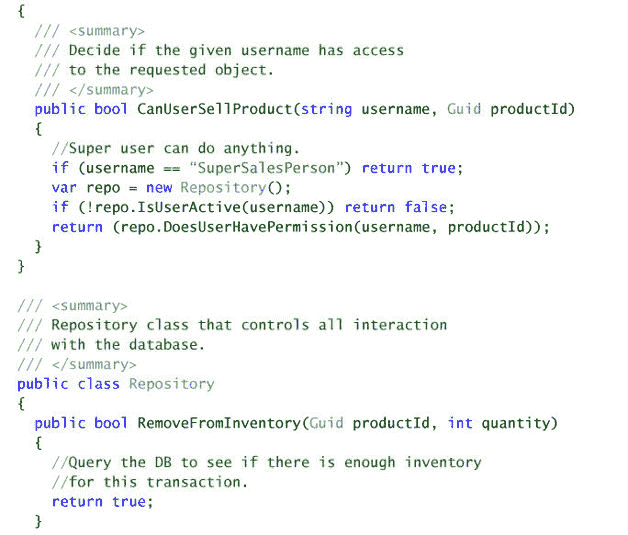 {
/// <summary>
/// Decide if the given username has access
/// to the requested object.
/// </summary>
public bool CanUserSellProduct(string username, Guid productId)
{
//Super user can do anything.
if (username == “SuperSalesPerson”) return true;
var repo = new Repository();
if (!repo.IsUserActive(username)) return false;
return (repo.DoesUserHavePermission(username, productId));
}
}
/// <summary>
/// Repository class that controls all interaction
/// with the database.
/// </summary>
public class Repository
{
public bool RemoveFromInventory(Guid productId, int quantity)
{
//Query the DB to see if there is enough inventory
//for this transaction.
return true;
}